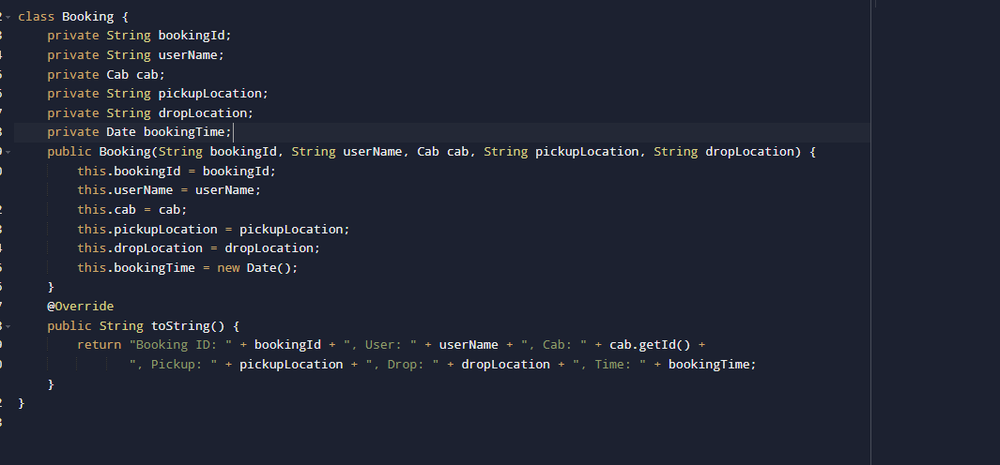 class Booking {
    private String bookingId;
    private String userName;
    private Cab cab;
    private String pickupLocation;
    private String dropLocation;
    private Date bookingTime;
    public Booking(String bookingId, String userName, Cab cab, String pickupLocation, String dropLocation) {
        this.bookingId = bookingId;
        this.userName = userName;
        this.cab = cab;
        this.pickupLocation = pickupLocation;
        this.dropLocation = dropLocation;
        this.bookingTime = new Date();
    }
    @Override
    public String toString() {
        return "Booking ID: " + bookingId + ", User: " + userName + ", Cab: " + cab.getId() +
               ", Pickup: " + pickupLocation + ", Drop: " + dropLocation + ", Time: " + bookingTime;
    }
}